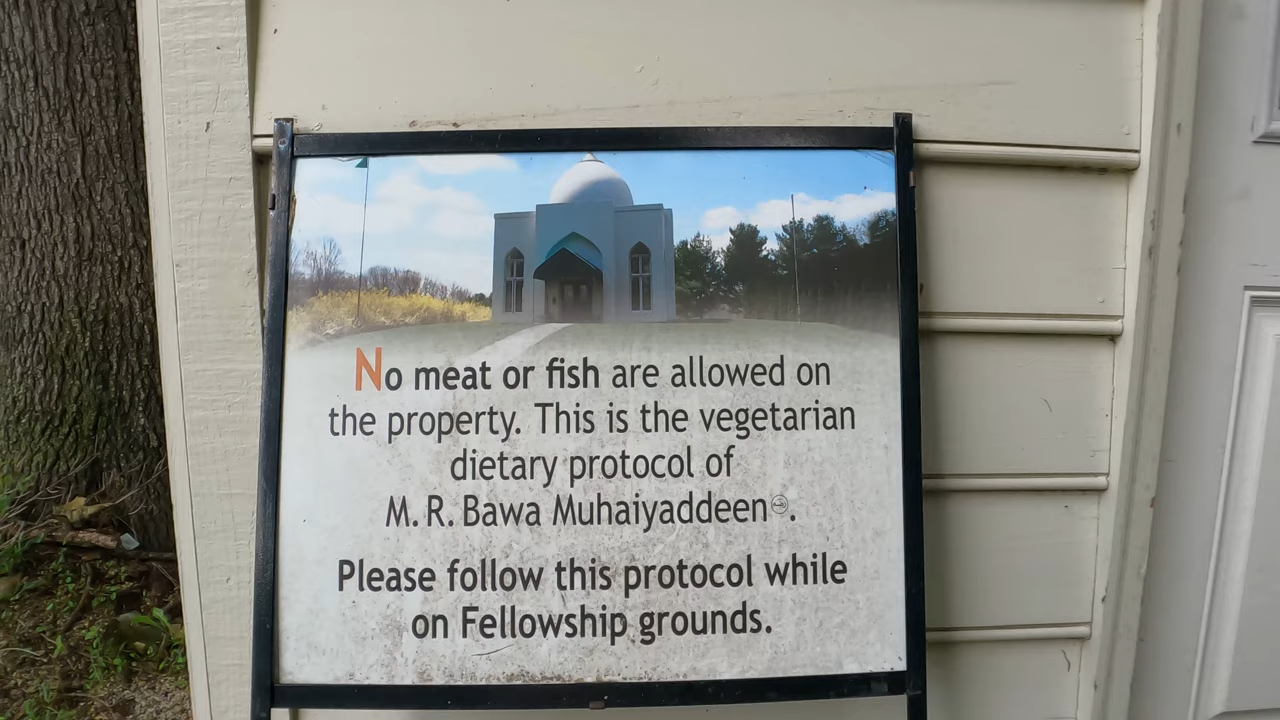 No meat or fish are allowed on
the property. This is the vegetarian
dietary protocol of
M. R. Bawa Muhaiyaddeen.
Please follow this protocol while
on Fellowship grounds.